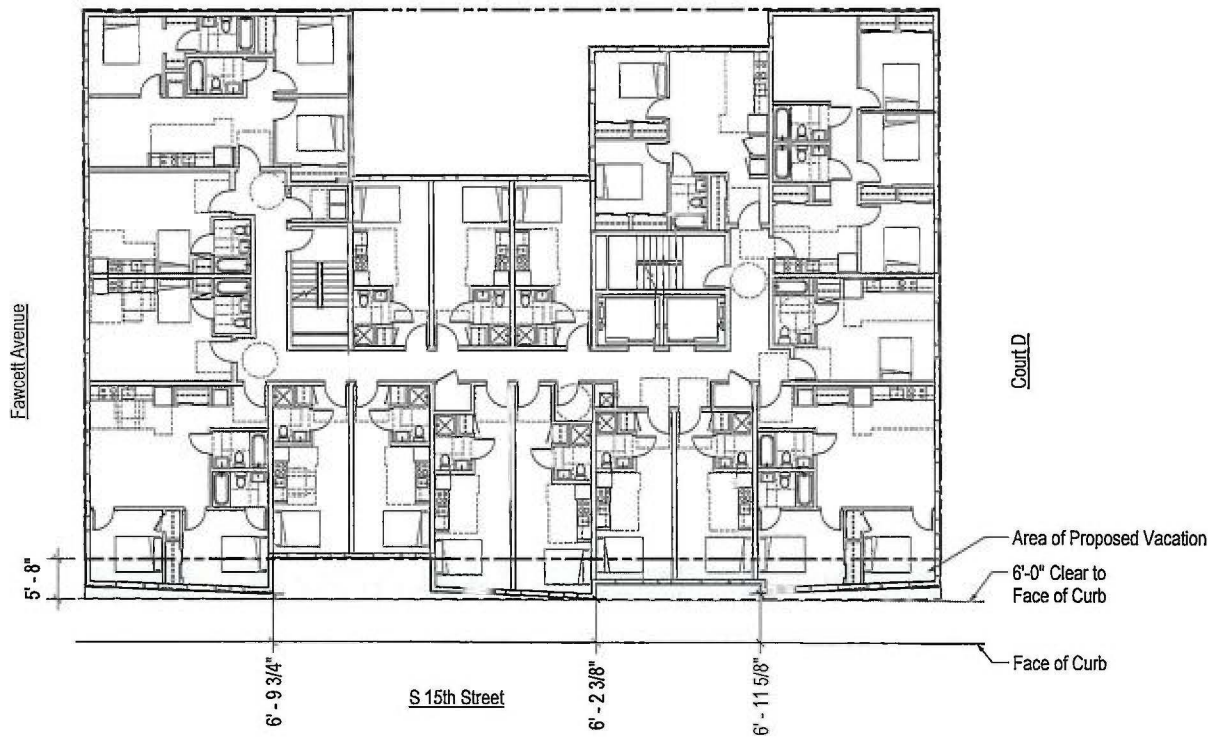 Fawcett Avenue
Court D
Area of Proposed Vacation
6'-0" Clear to
Face of Curb
5' - 8"
Face of Curb
6' - 9 3/4"
S 15th Street
6' - 2 3/8"
6' - 11 5/8"